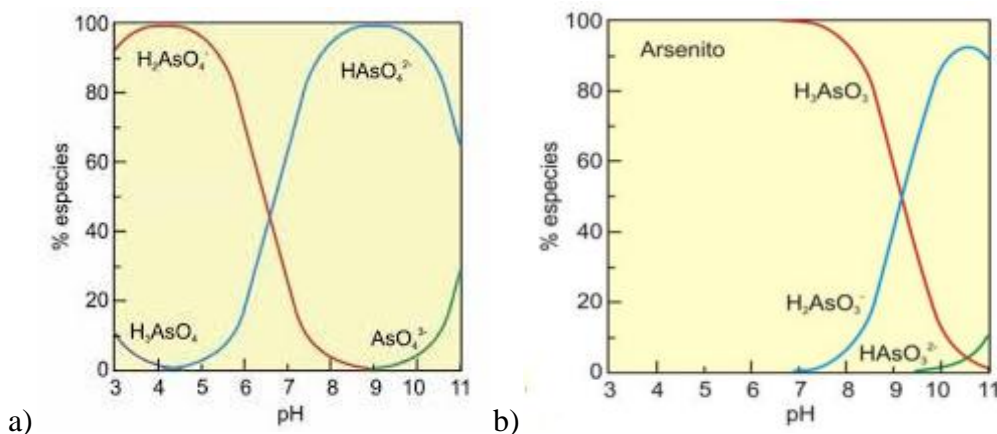 a)
% especies
100
80
60
40
20
0
H₂AsO₄⁻
HAsO₄²⁻
H₃AsO₄
AsO₄³⁻
3 4 5 6 7 8 9 10 11
pH
b)
% especies
100
80
60
40
20
0
Arsenito
H₃AsO₃
H₂AsO₃⁻
HAsO₃²⁻
3 4 5 6 7 8 9 10 11
pH